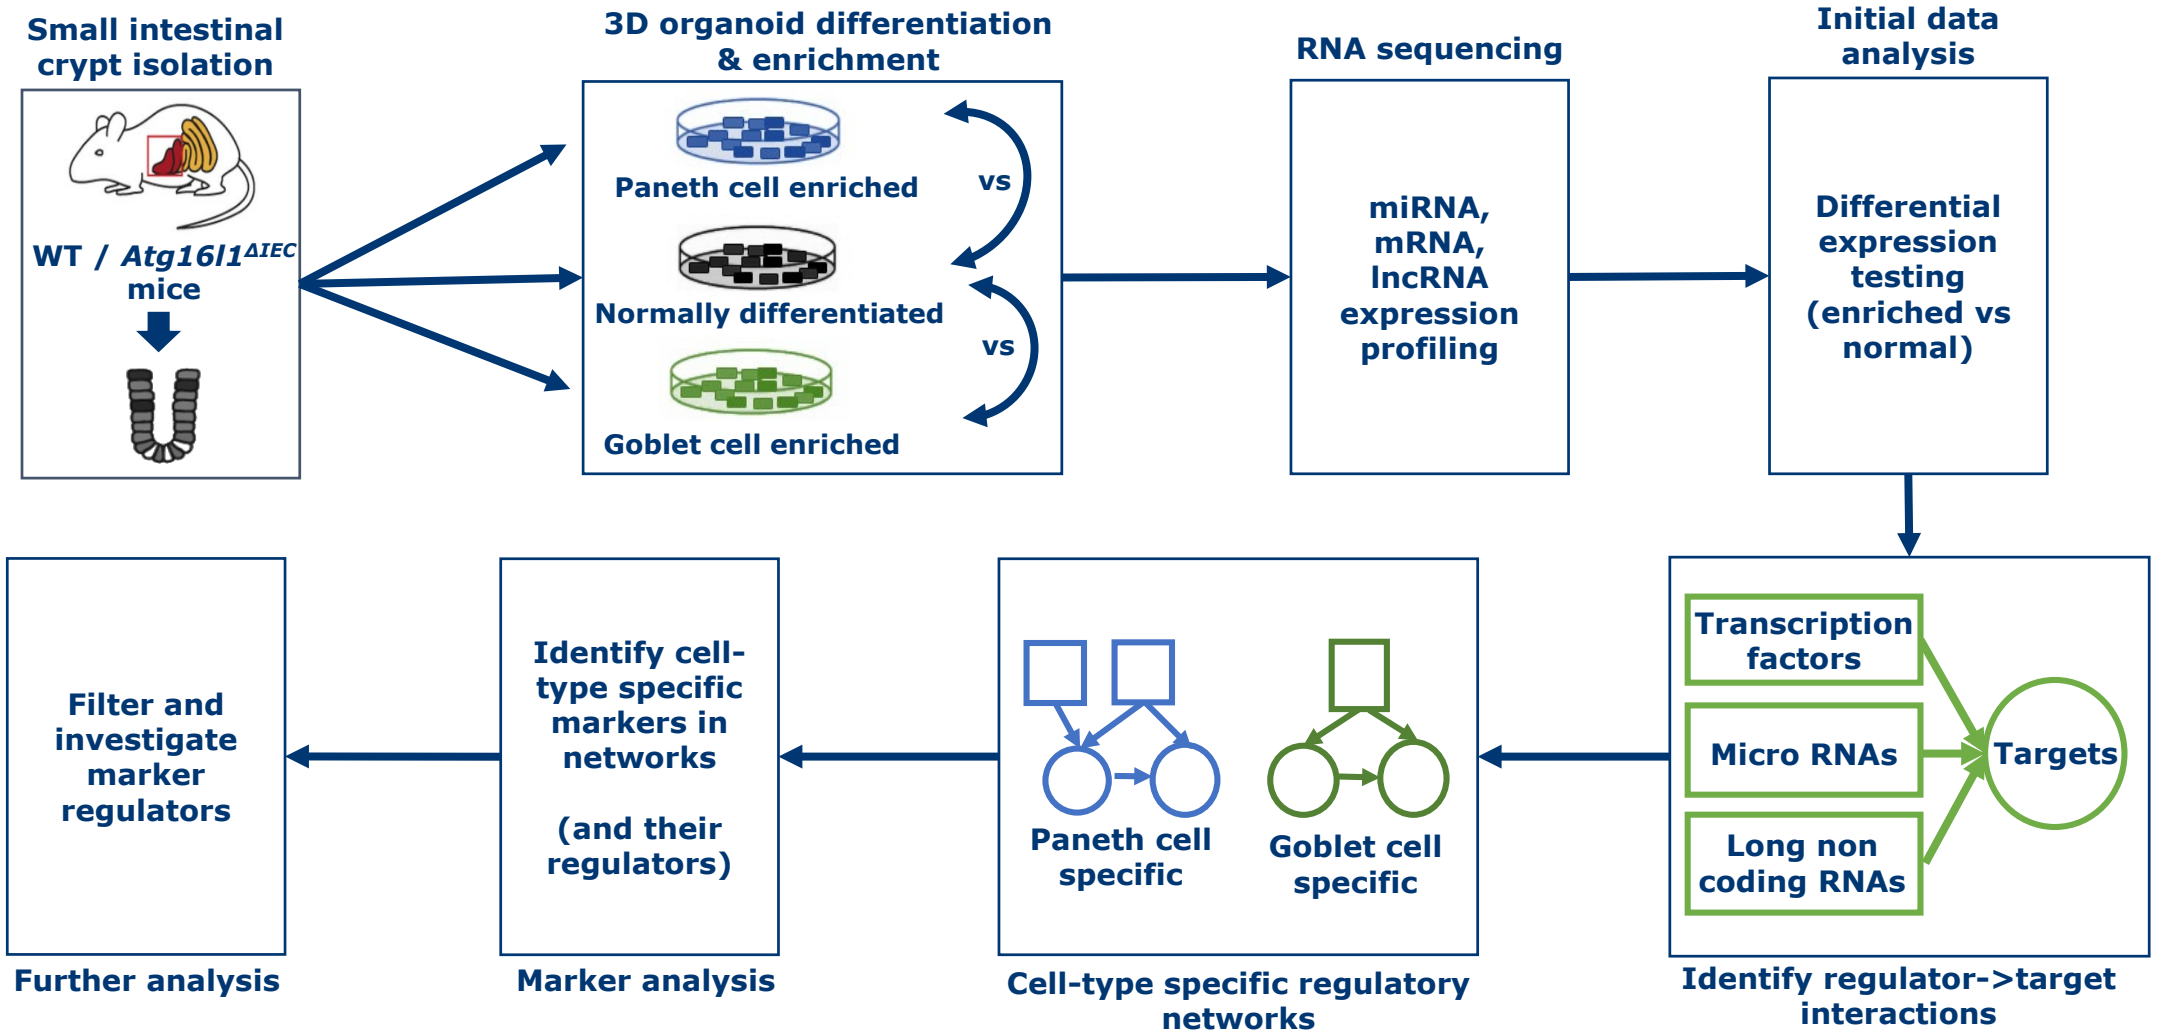 Small intestinal
crypt isolation
WT / Atg16l1ΔIEC
mice
3D organoid differentiation
& enrichment
Paneth cell enriched
vs
Normally differentiated
vs
Goblet cell enriched
RNA sequencing
miRNA,
mRNA,
lncRNA
expression
profiling
Initial data
analysis
Differential
expression
testing
(enriched vs
normal)
Transcription
factors
Micro RNAs
Long non
coding RNAs
Targets
Identify regulator->target
interactions
Paneth cell
specific
Goblet cell
specific
Cell-type specific regulatory
networks
Identify cell-
type specific
markers in
networks
(and their
regulators)
Marker analysis
Filter and
investigate
marker
regulators
Further analysis